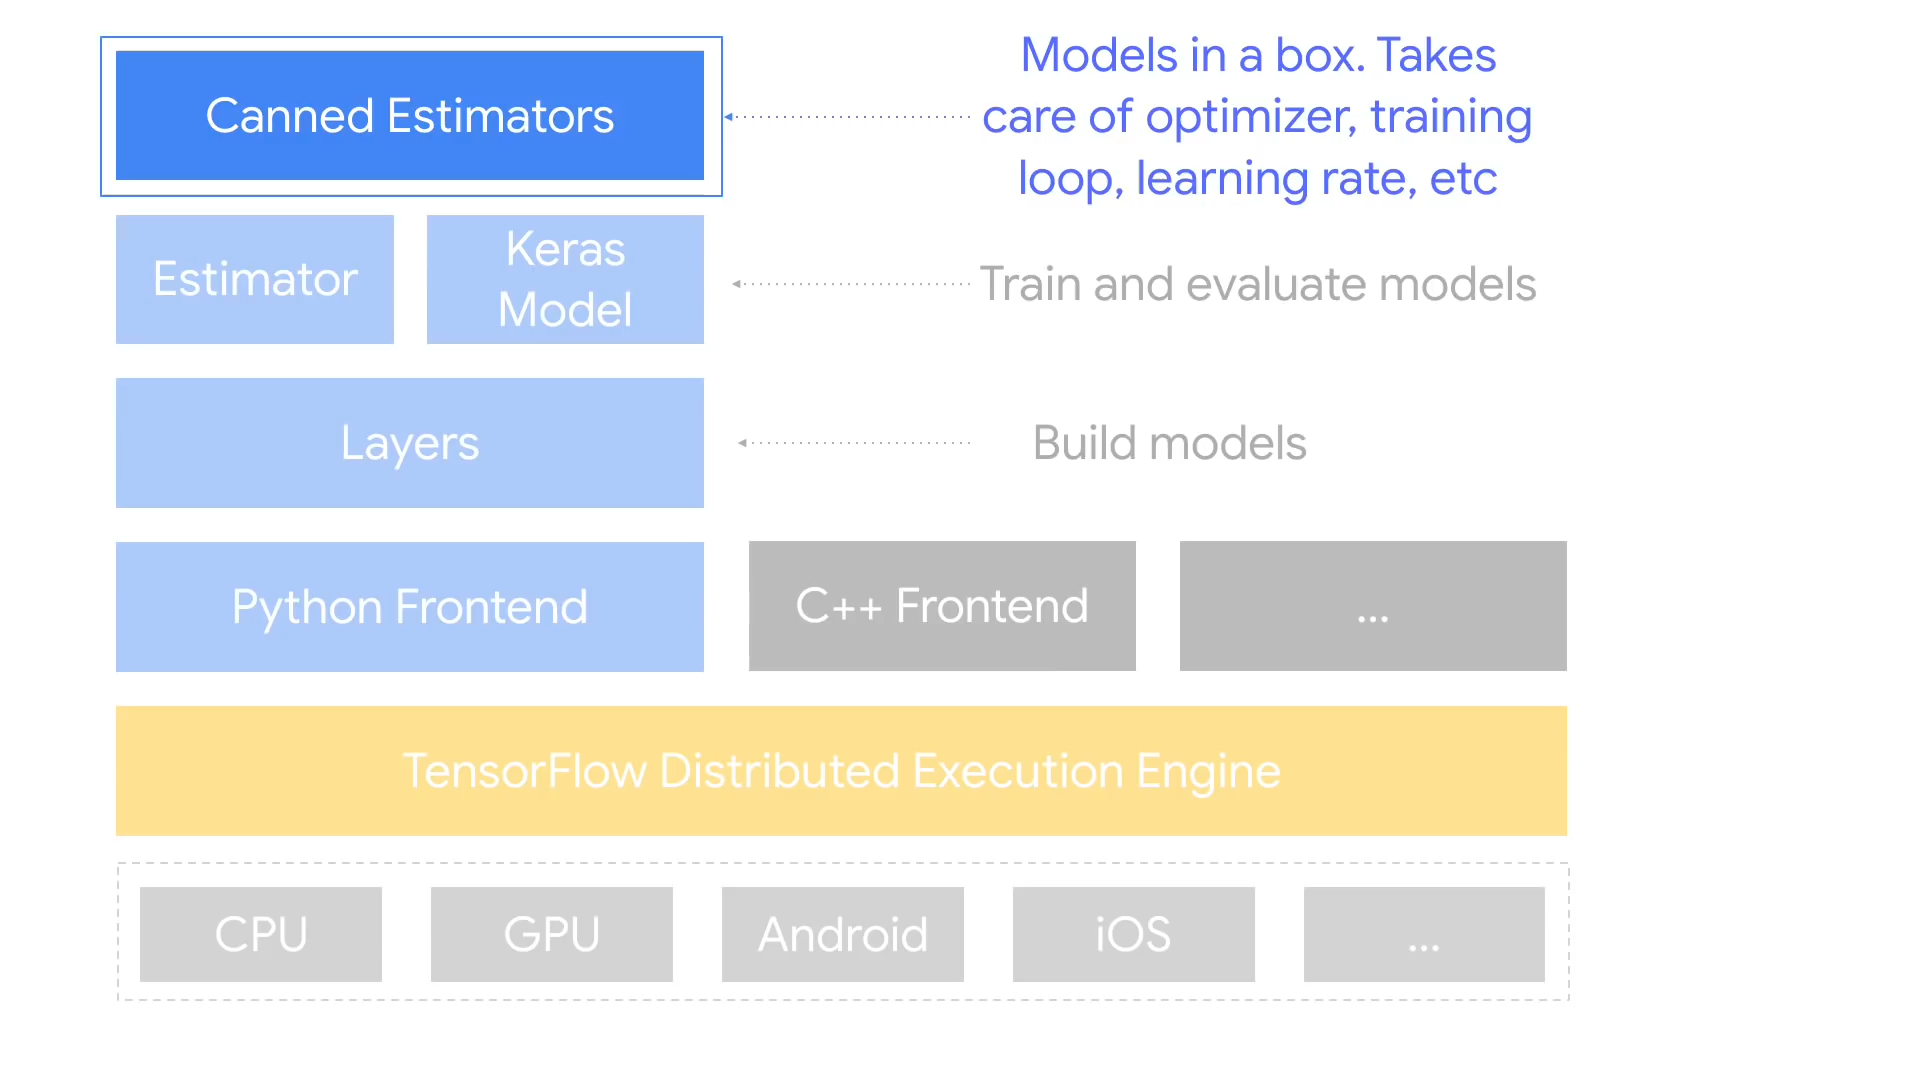 Canned Estimators
Models in a box. Takes
care of optimizer, training
loop, learning rate, etc
Estimator
Keras
Model
Train and evaluate models
Layers
Build models
Python Frontend
C++ Frontend
...
TensorFlow Distributed Execution Engine
CPU
GPU
Android
iOS
...